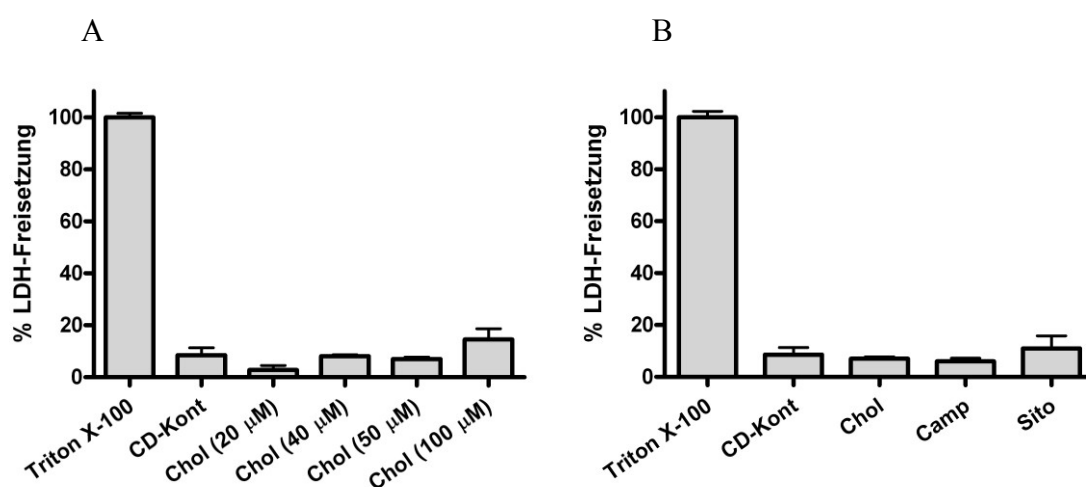 A
% LDH-Freisetzung
100
80
60
40
20
0
Triton X-100
CD-Kont
Chol (20 µM)
Chol (40 µM)
Chol (50 µM)
Chol (100 µM)
B
% LDH-Freisetzung
100
80
60
40
20
0
Triton X-100
CD-Kont
Chol
Camp
Sito